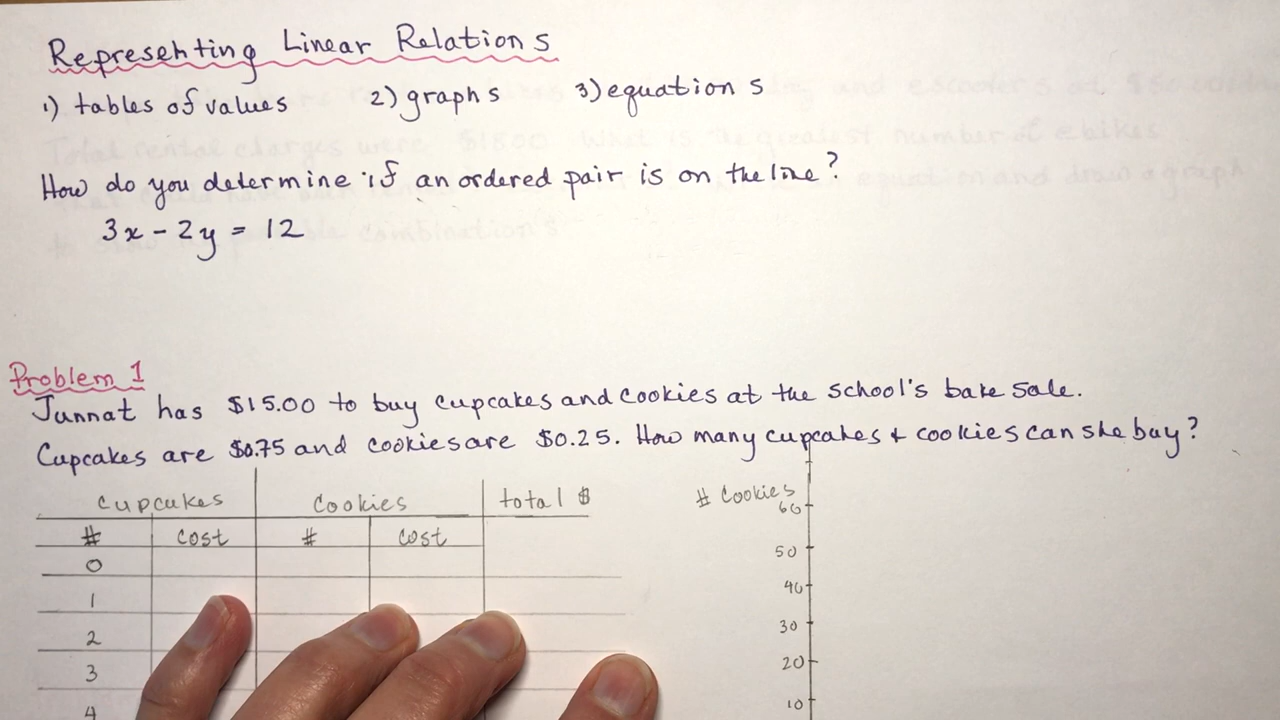 Representing Linear Relations
1) tables of values 2) graphs 3) equations
How do you determine if an ordered pair is on the line?
3x - 2y = 12
Problem 1
Junnat has $15.00 to buy cupcakes and cookies at the school's bake sale.
Cupcakes are $0.75 and cookies are $0.25. How many cupcakes + cookies can she buy?
cupcakes cookies total $
# cost # cost
0
1
2
3
4
# cookies
60
50
40
30
20
10